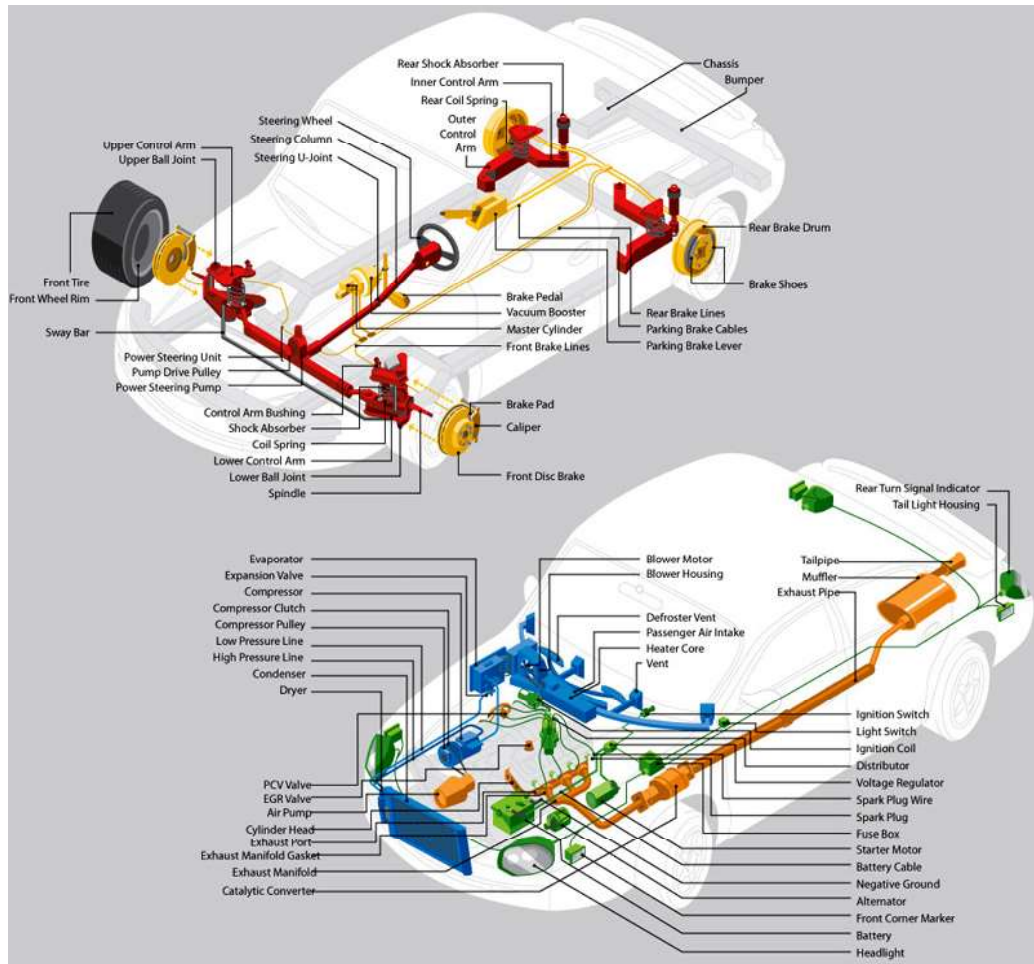 Rear Shock Absorber
Inner Control Arm
Rear Coil Spring
Outer
Control
Arm
Chassis
Bumper
Steering Wheel
Steering Column
Steering U-Joint
Upper Control Arm
Upper Ball Joint
Front Tire
Front Wheel Rim
Sway Bar
Power Steering Unit
Pump Drive Pulley
Power Steering Pump
Control Arm Bushing
Shock Absorber
Coil Spring
Lower Control Arm
Lower Ball Joint
Spindle
Brake Pedal
Vacuum Booster
Master Cylinder
Front Brake Lines
Brake Pad
Caliper
Front Disc Brake
Rear Brake Drum
Brake Shoes
Rear Brake Lines
Parking Brake Cables
Parking Brake Lever
Rear Turn Signal Indicator
Tail Light Housing
Tailpipe
Muffler
Exhaust Pipe
Evaporator
Expansion Valve
Compressor
Compressor Clutch
Compressor Pulley
Low Pressure Line
High Pressure Line
Condenser
Dryer
Blower Motor
Blower Housing
Defroster Vent
Passenger Air Intake
Heater Core
Vent
PCV Valve
EGR Valve
Air Pump
Cylinder Head
Exhaust Port
Exhaust Manifold Gasket
Exhaust Manifold
Catalytic Converter
Ignition Switch
Light Switch
Ignition Coil
Distributor
Voltage Regulator
Spark Plug Wire
Spark Plug
Fuse Box
Starter Motor
Battery Cable
Negative Ground
Alternator
Front Corner Marker
Battery
Headlight